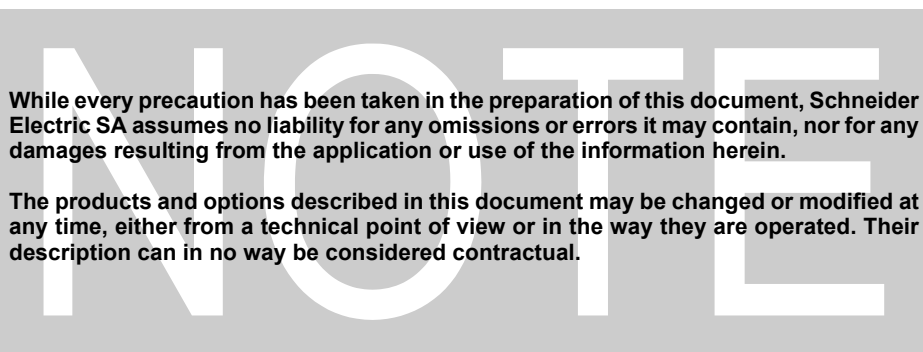 NOTE
While every precaution has been taken in the preparation of this document, Schneider
Electric SA assumes no liability for any omissions or errors it may contain, nor for any
damages resulting from the application or use of the information herein.
The products and options described in this document may be changed or modified at
any time, either from a technical point of view or in the way they are operated. Their
description can in no way be considered contractual.